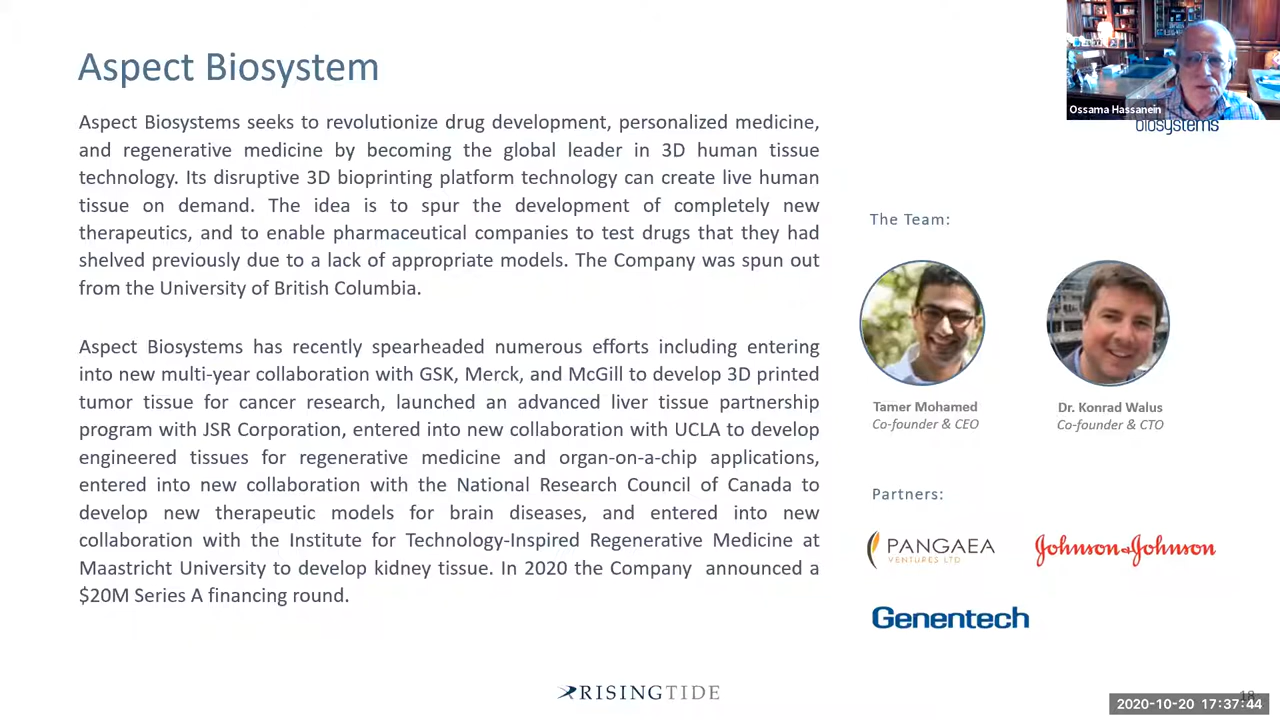 Aspect Biosystem
Ossama Hassanein
biosystems
Aspect Biosystems seeks to revolutionize drug development, personalized medicine,
and regenerative medicine by becoming the global leader in 3D human tissue
technology. Its disruptive 3D bioprinting platform technology can create live human
tissue on demand. The idea is to spur the development of completely new
therapeutics, and to enable pharmaceutical companies to test drugs that they had
shelved previously due to a lack of appropriate models. The Company was spun out
from the University of British Columbia.
Aspect Biosystems has recently spearheaded numerous efforts including entering
into new multi-year collaboration with GSK, Merck, and McGill to develop 3D printed
tumor tissue for cancer research, launched an advanced liver tissue partnership
program with JSR Corporation, entered into new collaboration with UCLA to develop
engineered tissues for regenerative medicine and organ-on-a-chip applications,
entered into new collaboration with the National Research Council of Canada to
develop new therapeutic models for brain diseases, and entered into new
collaboration with the Institute for Technology-Inspired Regenerative Medicine at
Maastricht University to develop kidney tissue. In 2020 the Company announced a
$20M Series A financing round.
The Team:
Tamer Mohamed
Co-founder & CEO
Dr. Konrad Walus
Co-founder & CTO
Partners:
PANGAEA
VENTURES LTD
Johnson & Johnson
Genentech
RISINGTIDE
18
2020-10-20 17:37:44